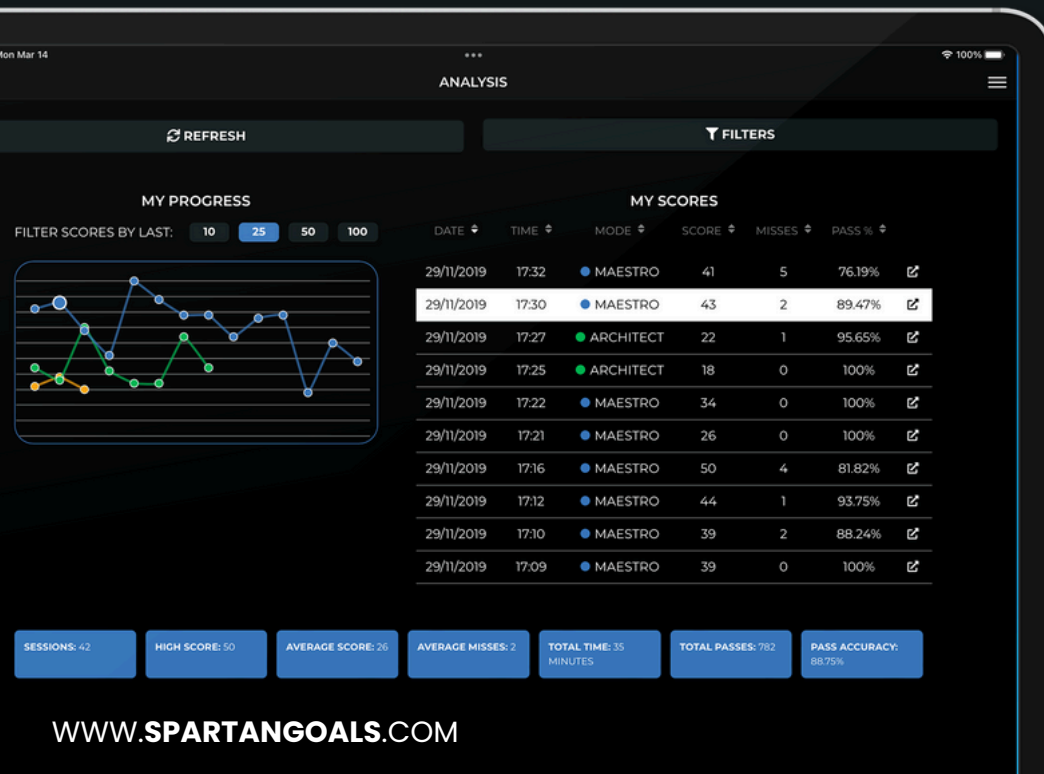 Mon Mar 14
100%
ANALYSIS
REFRESH
FILTERS
MY PROGRESS
FILTER SCORES BY LAST: 10 25 50 100
MY SCORES
DATE TIME MODE SCORE MISSES PASS %
29/11/2019 17:32 MAESTRO 41 5 76.19%
29/11/2019 17:30 MAESTRO 43 2 89.47%
29/11/2019 17:27 ARCHITECT 22 1 95.65%
29/11/2019 17:25 ARCHITECT 18 0 100%
29/11/2019 17:22 MAESTRO 34 0 100%
29/11/2019 17:21 MAESTRO 26 0 100%
29/11/2019 17:16 MAESTRO 50 4 81.82%
29/11/2019 17:12 MAESTRO 44 1 93.75%
29/11/2019 17:10 MAESTRO 39 2 88.24%
29/11/2019 17:09 MAESTRO 39 0 100%
SESSIONS: 42
HIGH SCORE: 50
AVERAGE SCORE: 26
AVERAGE MISSES: 2
TOTAL TIME: 35
MINUTES
TOTAL PASSES: 782
PASS ACCURACY:
88.75%
WWW.SPARTANGOALS.COM